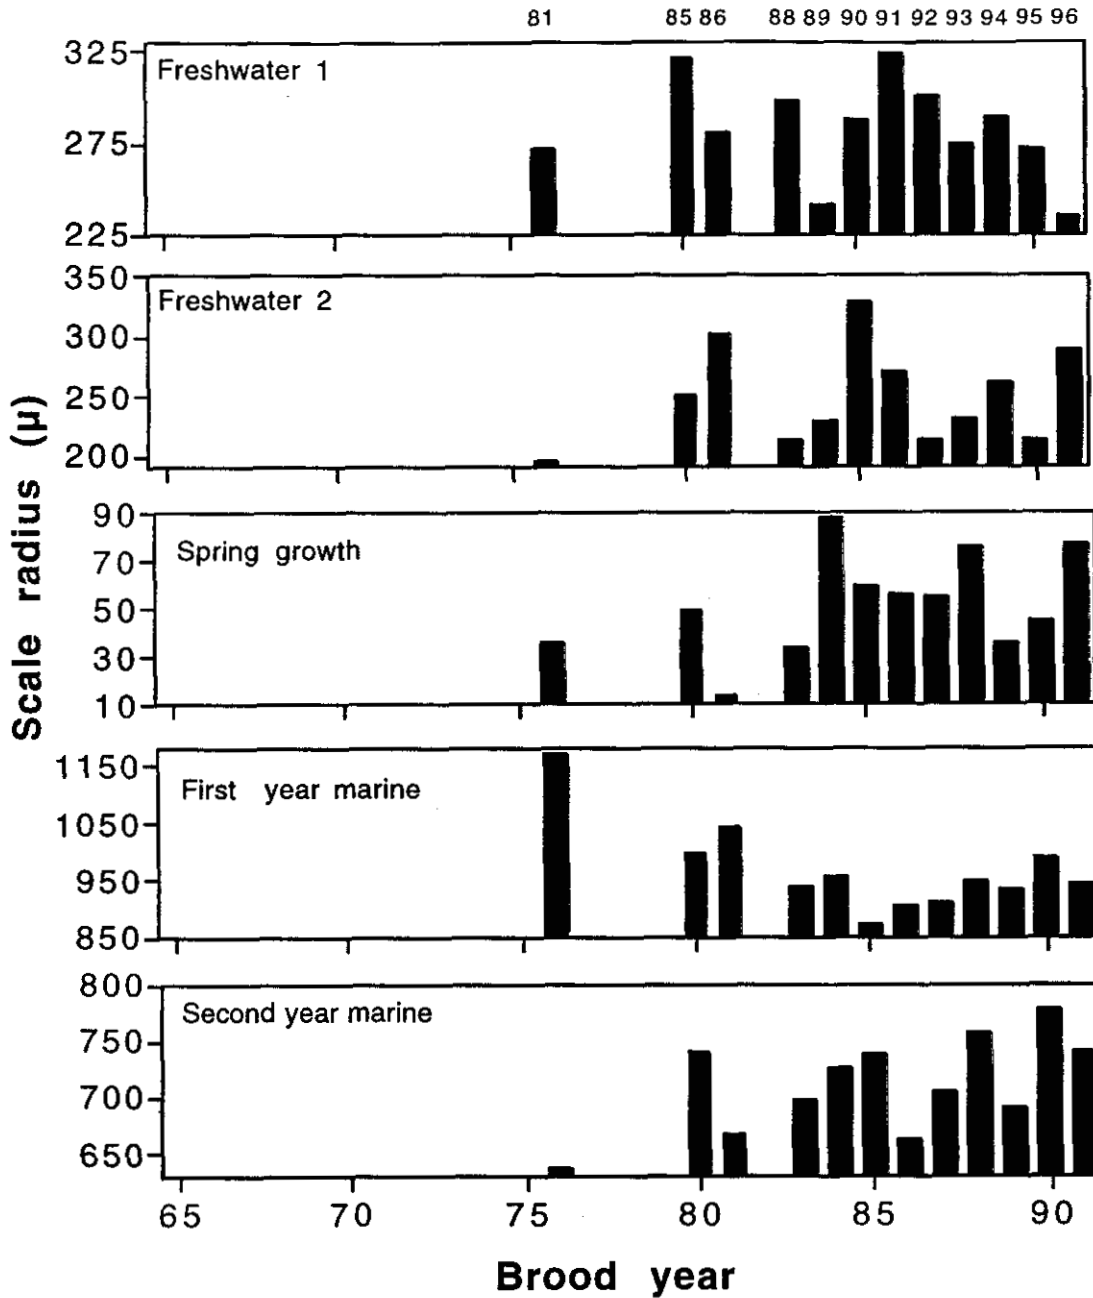 81 85 86 88 89 90 91 92 93 94 95 96
325
Freshwater 1
275
225
350
Freshwater 2
300
250
200
90
Spring growth
70
50
30
10
1150
First year marine
1050
950
850
800
Second year marine
750
700
650
65 70 75 80 85 90
Brood year
Scale radius (µ)